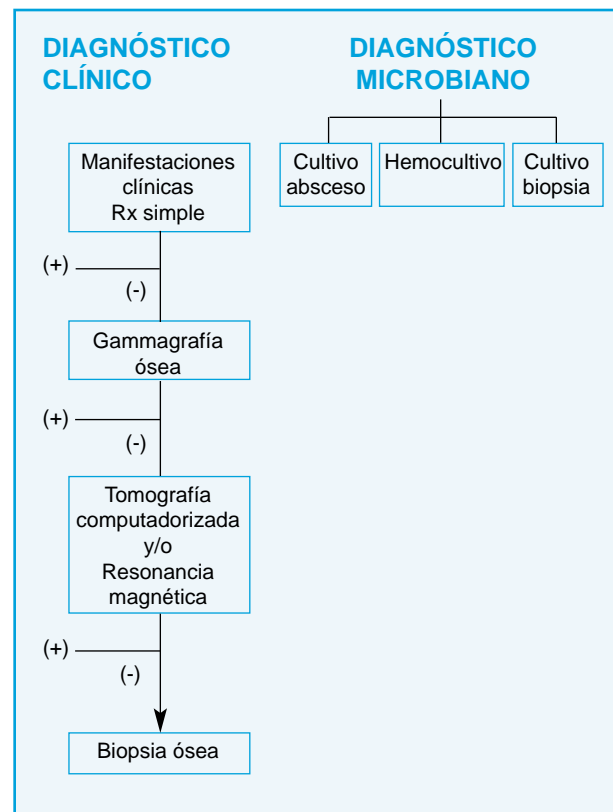 DIAGNÓSTICO
CLÍNICO
Manifestaciones
clínicas
Rx simple
(+)
(-)
Gammagrafía
ósea
(+)
(-)
Tomografía
computadorizada
y/o
Resonancia
magnética
(+)
(-)
Biopsia ósea
DIAGNÓSTICO
MICROBIANO
Cultivo
absceso
Hemocultivo
Cultivo
biopsia